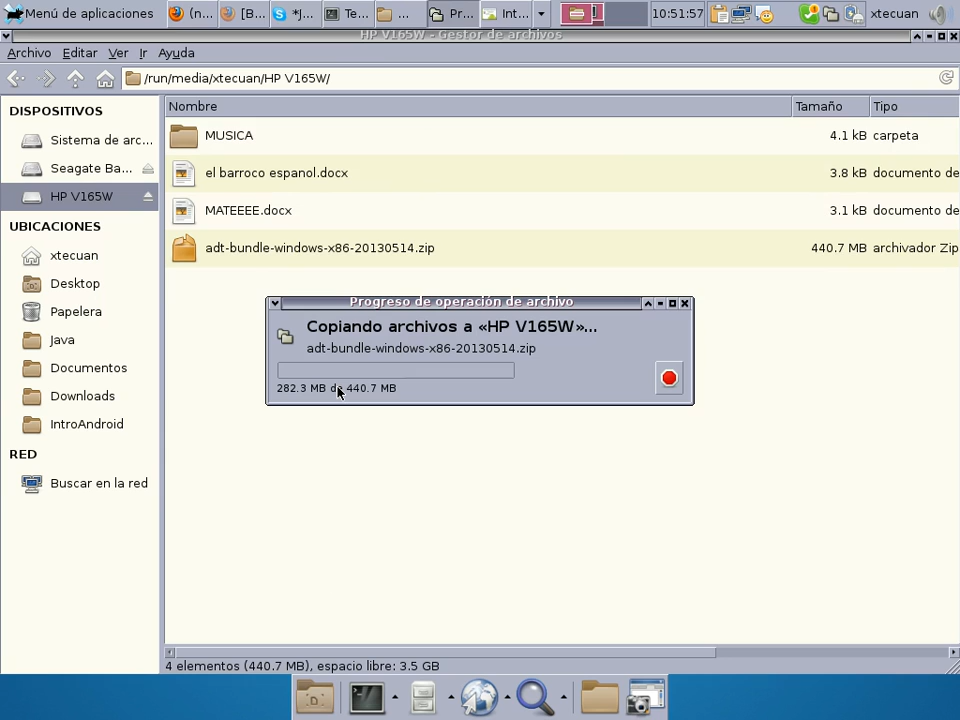 Menú de aplicaciones
(n...
[B...
*J...
Te...
...
Pr...
Int...
10:51:57
xtecuan
HP V165W - Gestor de archivos
Archivo Editar Ver Ir Ayuda
/run/media/xtecuan/HP V165W/
DISPOSITIVOS
Sistema de arc...
Seagate Ba...
HP V165W
UBICACIONES
xtecuan
Desktop
Papelera
Java
Documentos
Downloads
IntroAndroid
RED
Buscar en la red
Nombre Tamaño Tipo
MUSICA 4.1 kB carpeta
el barroco espanol.docx 3.8 kB documento de
MATEEEE.docx 3.1 kB documento de
adt-bundle-windows-x86-20130514.zip 440.7 MB archivador Zip
Progreso de operación de archivo
Copiando archivos a «HP V165W»...
adt-bundle-windows-x86-20130514.zip
282.3 MB de 440.7 MB
4 elementos (440.7 MB), espacio libre: 3.5 GB